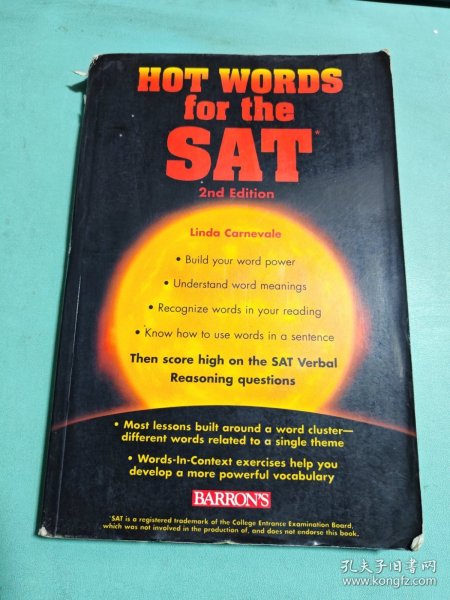 HOT WORDS
for the
SAT*
2nd Edition
Linda Carnevale
• Build your word power
• Understand word meanings
• Recognize words in your reading
• Know how to use words in a sentence
Then score high on the SAT Verbal
Reasoning questions
• Most lessons built around a word cluster—
different words related to a single theme
• Words-In-Context exercises help you
develop a more powerful vocabulary
BARRON'S
*SAT is a registered trademark of the College Entrance Examination Board,
which was not involved in the production of, and does not endorse this book.
孔夫子旧书网
www.kongfz.com